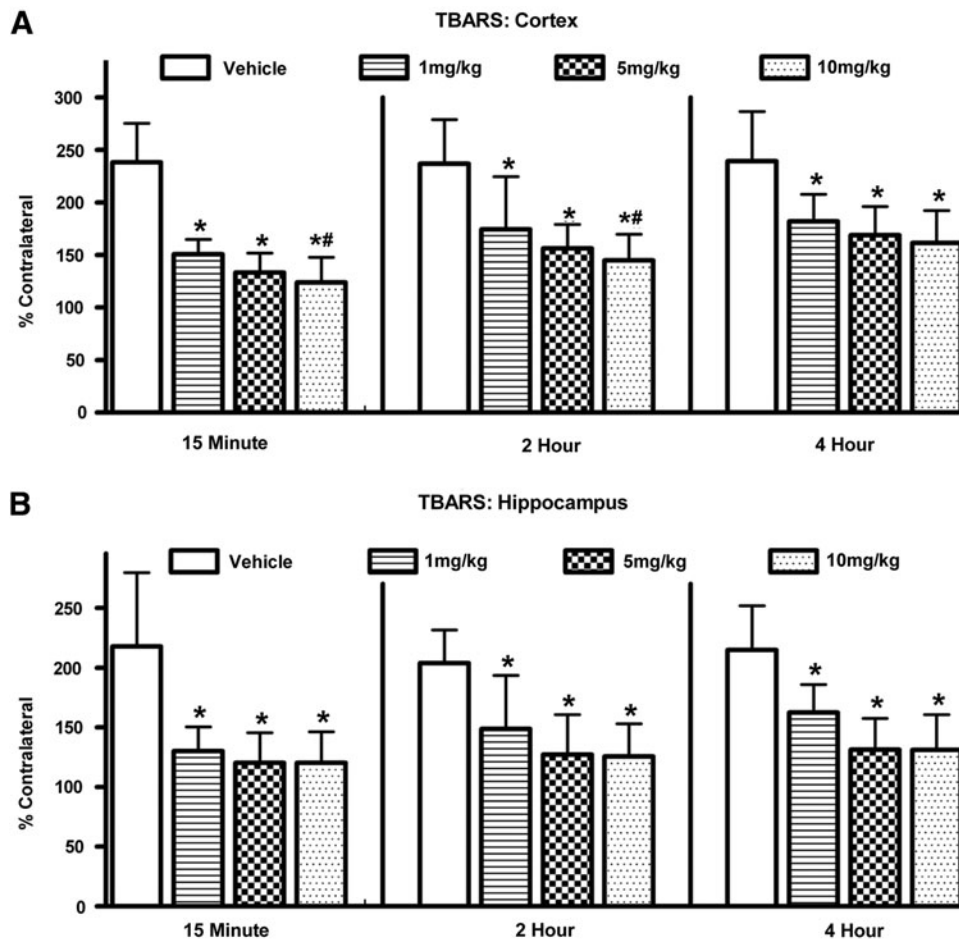 A
TBARS: Cortex
Vehicle 1mg/kg 5mg/kg 10mg/kg
300
250
200
150
100
50
0
% Contralateral
* * *#
* * *#
* * *
15 Minute 2 Hour 4 Hour
B
TBARS: Hippocampus
Vehicle 1mg/kg 5mg/kg 10mg/kg
250
200
150
100
50
0
% Contralateral
* * *
* * *
* * *
15 Minute 2 Hour 4 Hour